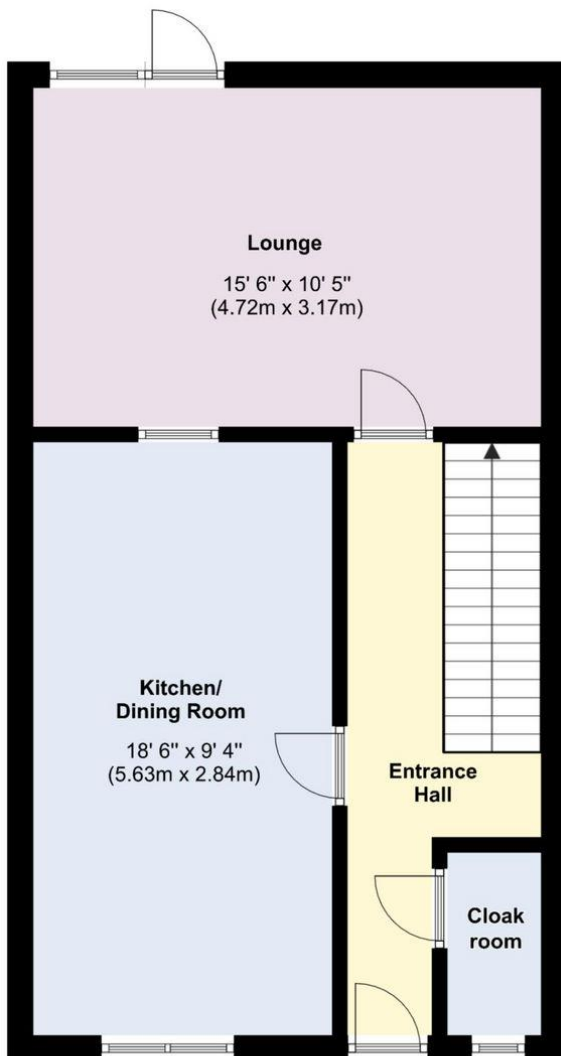 Lounge
15' 6" x 10' 5"
(4.72m x 3.17m)
Kitchen/
Dining Room
18' 6" x 9' 4"
(5.63m x 2.84m)
Entrance
Hall
Cloak
room